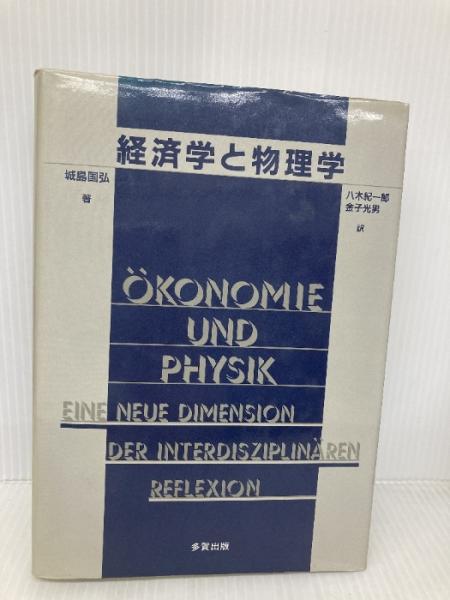 経済学と物理学
城島国弘
著
八木紀一郎
金子光男
訳
ÖKONOMIE
UND
PHYSIK
EINE NEUE DIMENSION
DER INTERDISZIPLINÄREN
REFLEXION
多賀出版